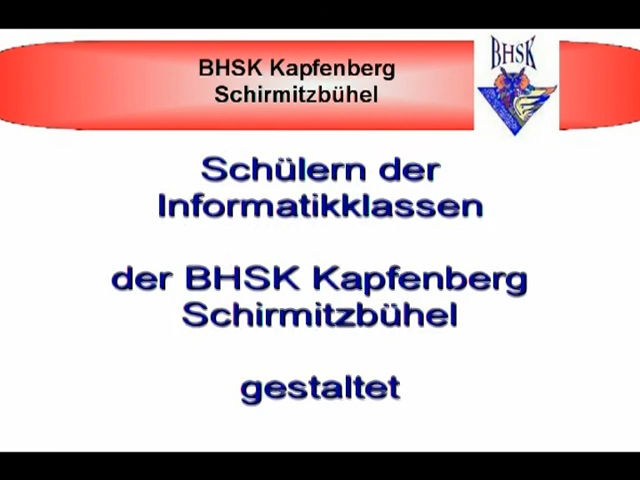 BHSK Kapfenberg
Schirmitzbühel
BHSK
Schülern der
Informatikklassen
der BHSK Kapfenberg
Schirmitzbühel
gestaltet